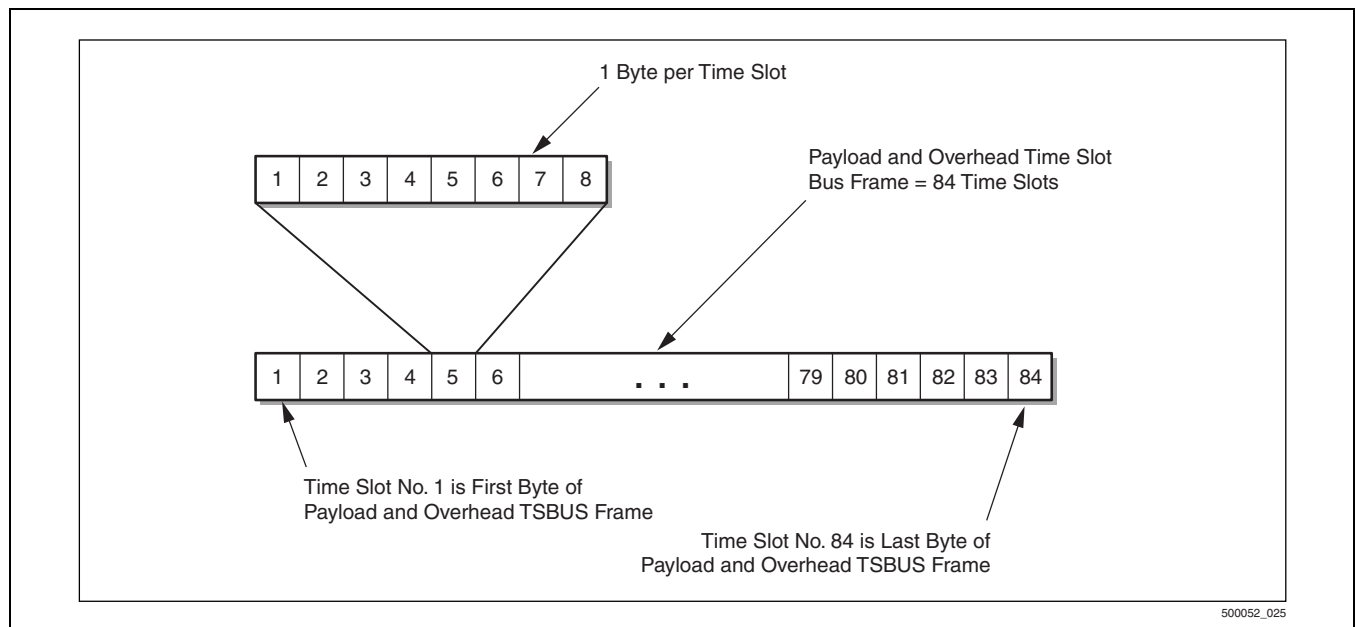 1 Byte per Time Slot
Payload and Overhead Time Slot
Bus Frame = 84 Time Slots
1 2 3 4 5 6 7 8
1 2 3 4 5 6 . . . 79 80 81 82 83 84
Time Slot No. 1 is First Byte of
Payload and Overhead TSBUS Frame
Time Slot No. 84 is Last Byte of
Payload and Overhead TSBUS Frame
500052_025